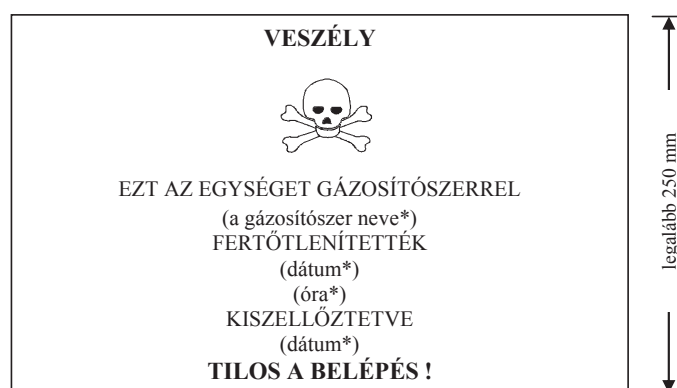 VESZÉLY
EZT AZ EGYSÉGET GÁZOSÍTÓSZERREL
(a gázosítószer neve*)
FERTŐTLENÍTETTÉK
(dátum*)
(óra*)
KISZELLŐZTETVE
(dátum*)
TILOS A BELÉPÉS !
legalább 250 mm